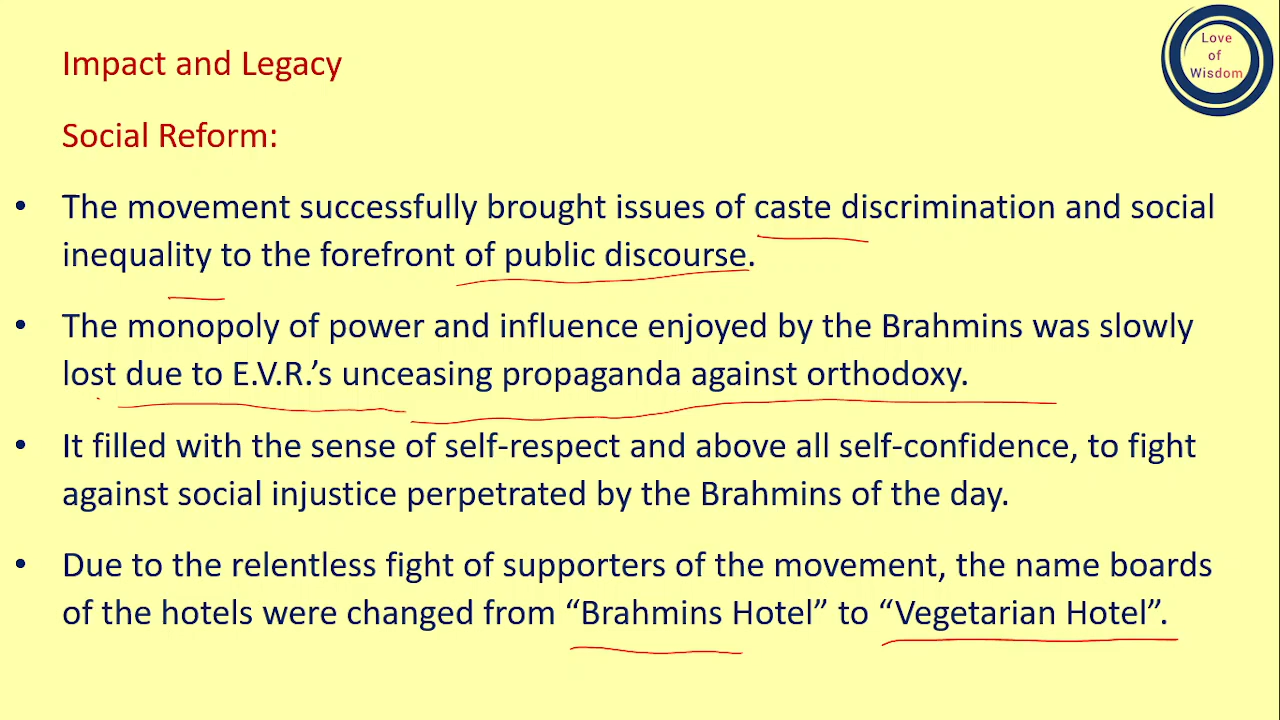 Love
of
Wisdom
Impact and Legacy
Social Reform:
• The movement successfully brought issues of caste discrimination and social
inequality to the forefront of public discourse.
• The monopoly of power and influence enjoyed by the Brahmins was slowly
lost due to E.V.R.’s unceasing propaganda against orthodoxy.
• It filled with the sense of self-respect and above all self-confidence, to fight
against social injustice perpetrated by the Brahmins of the day.
• Due to the relentless fight of supporters of the movement, the name boards
of the hotels were changed from “Brahmins Hotel” to “Vegetarian Hotel”.